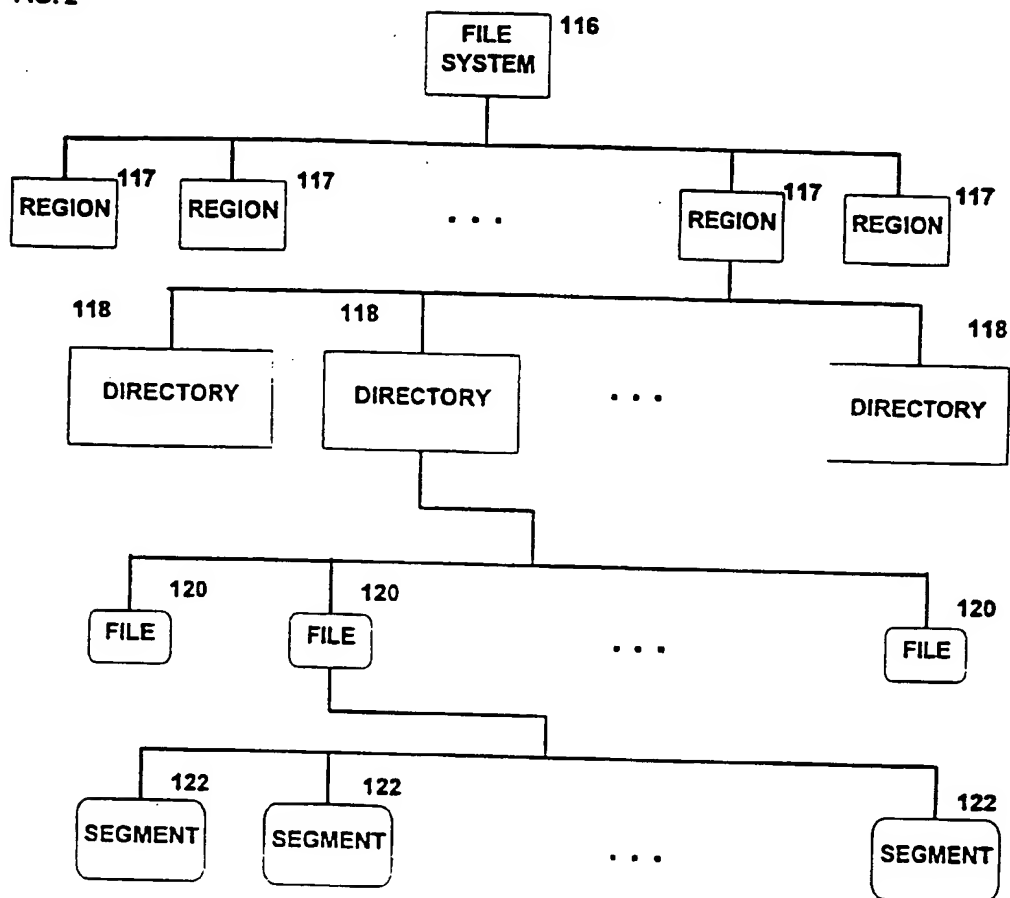 FILE
SYSTEM
116
REGION
117
REGION
117
. . .
REGION
117
REGION
117
118
DIRECTORY
118
DIRECTORY
. . .
118
DIRECTORY
120
FILE
120
FILE
. . .
120
FILE
122
SEGMENT
122
SEGMENT
. . .
122
SEGMENT